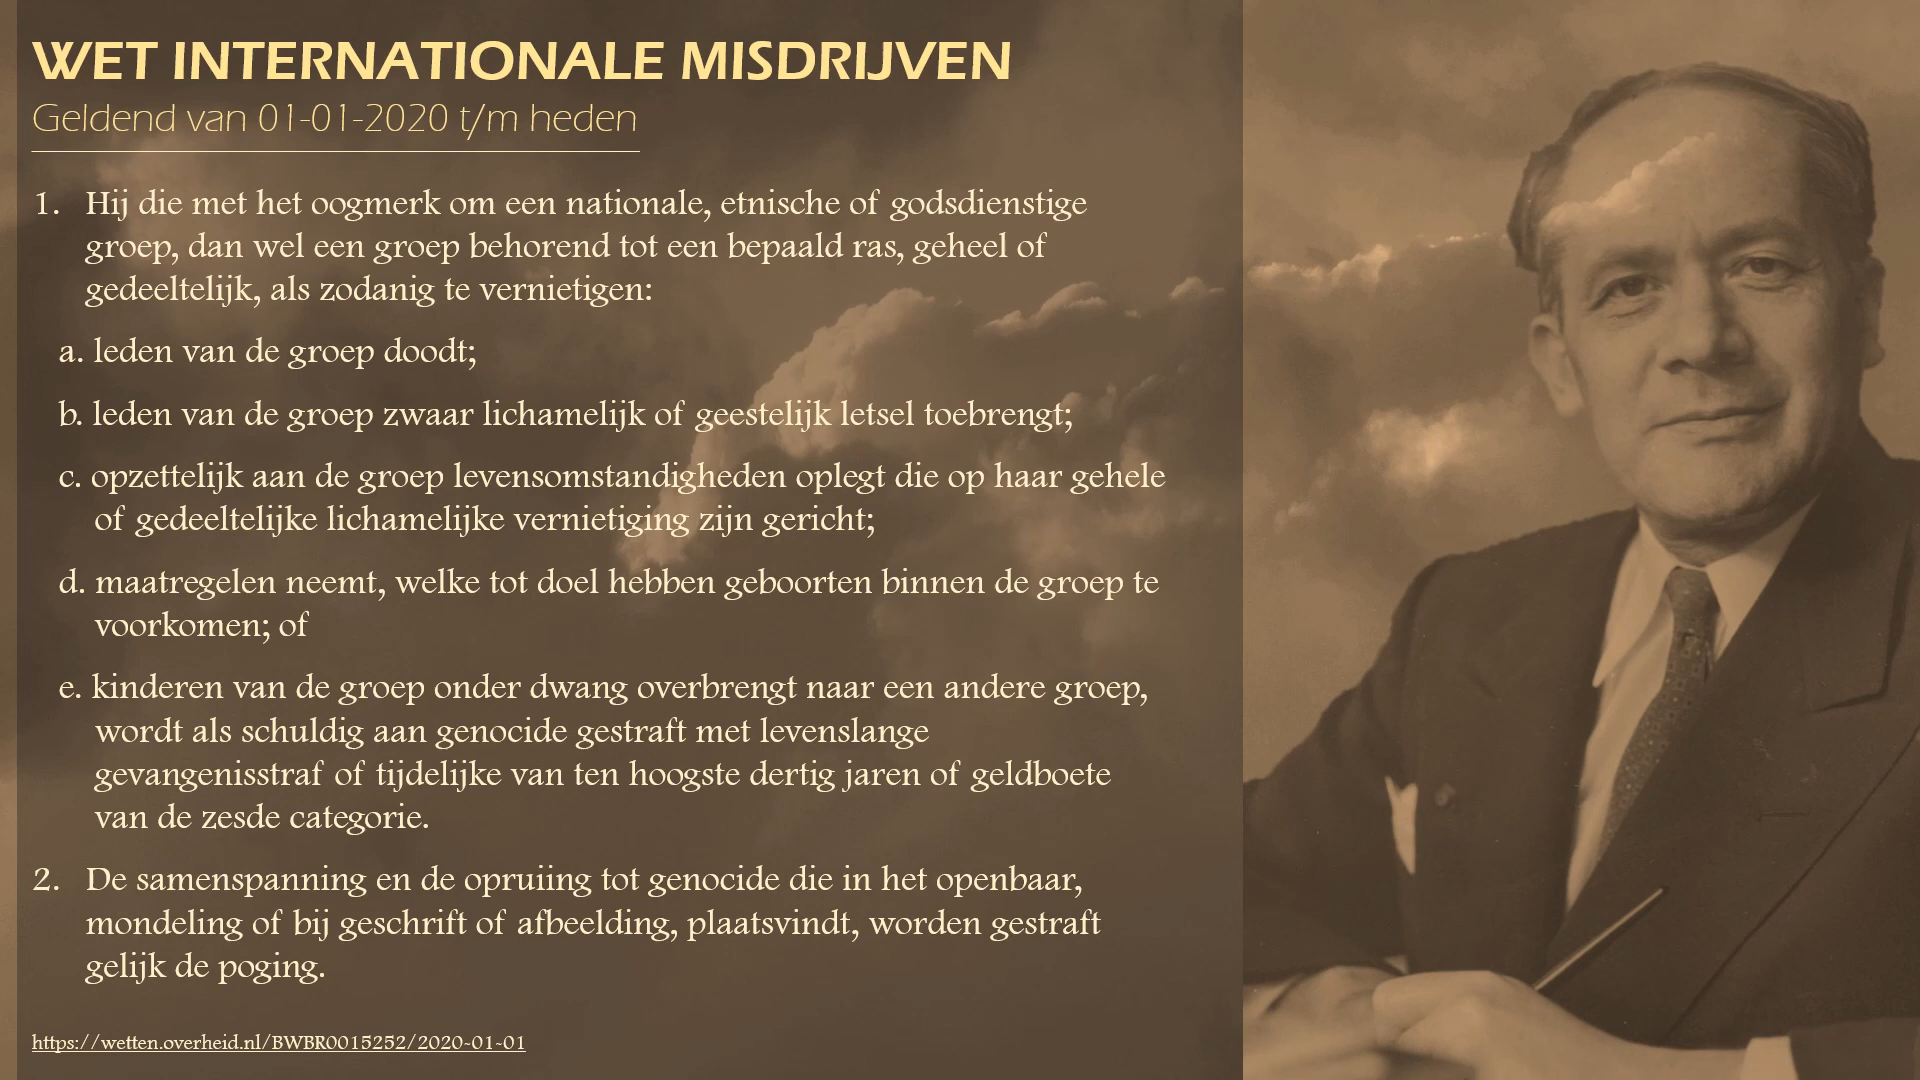 WET INTERNATIONALE MISDRIJVEN
Geldend van 01-01-2020 t/m heden
1. Hij die met het oogmerk om een nationale, etnische of godsdienstige
groep, dan wel een groep behorend tot een bepaald ras, geheel of
gedeeltelijk, als zodanig te vernietigen:
a. leden van de groep doodt;
b. leden van de groep zwaar lichamelijk of geestelijk letsel toebrengt;
c. opzettelijk aan de groep levensomstandigheden oplegt die op haar gehele
of gedeeltelijke lichamelijke vernietiging zijn gericht;
d. maatregelen neemt, welke tot doel hebben geboorten binnen de groep te
voorkomen; of
e. kinderen van de groep onder dwang overbrengt naar een andere groep,
wordt als schuldig aan genocide gestraft met levenslange
gevangenisstraf of tijdelijke van ten hoogste dertig jaren of geldboete
van de zesde categorie.
2. De samenspanning en de opruiing tot genocide die in het openbaar,
mondeling of bij geschrift of afbeelding, plaatsvindt, worden gestraft
gelijk de poging.
https://wetten.overheid.nl/BWBR0015252/2020-01-01